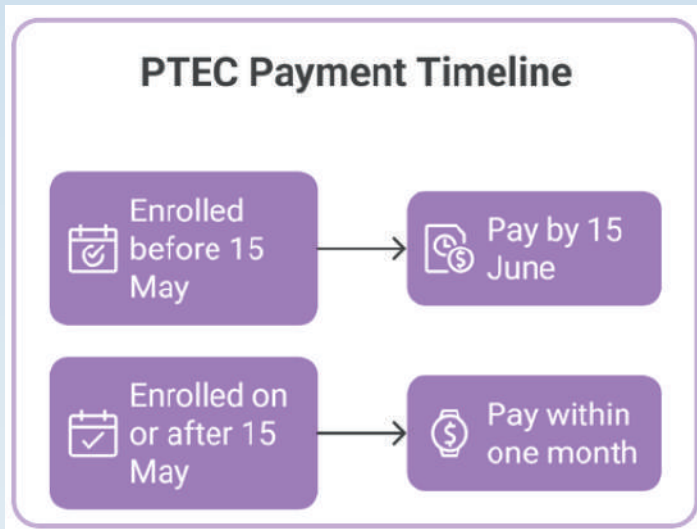 PTEC Payment Timeline
Enrolled
before 15
May
Pay by 15
June
Enrolled on
or after 15
May
Pay within
one month